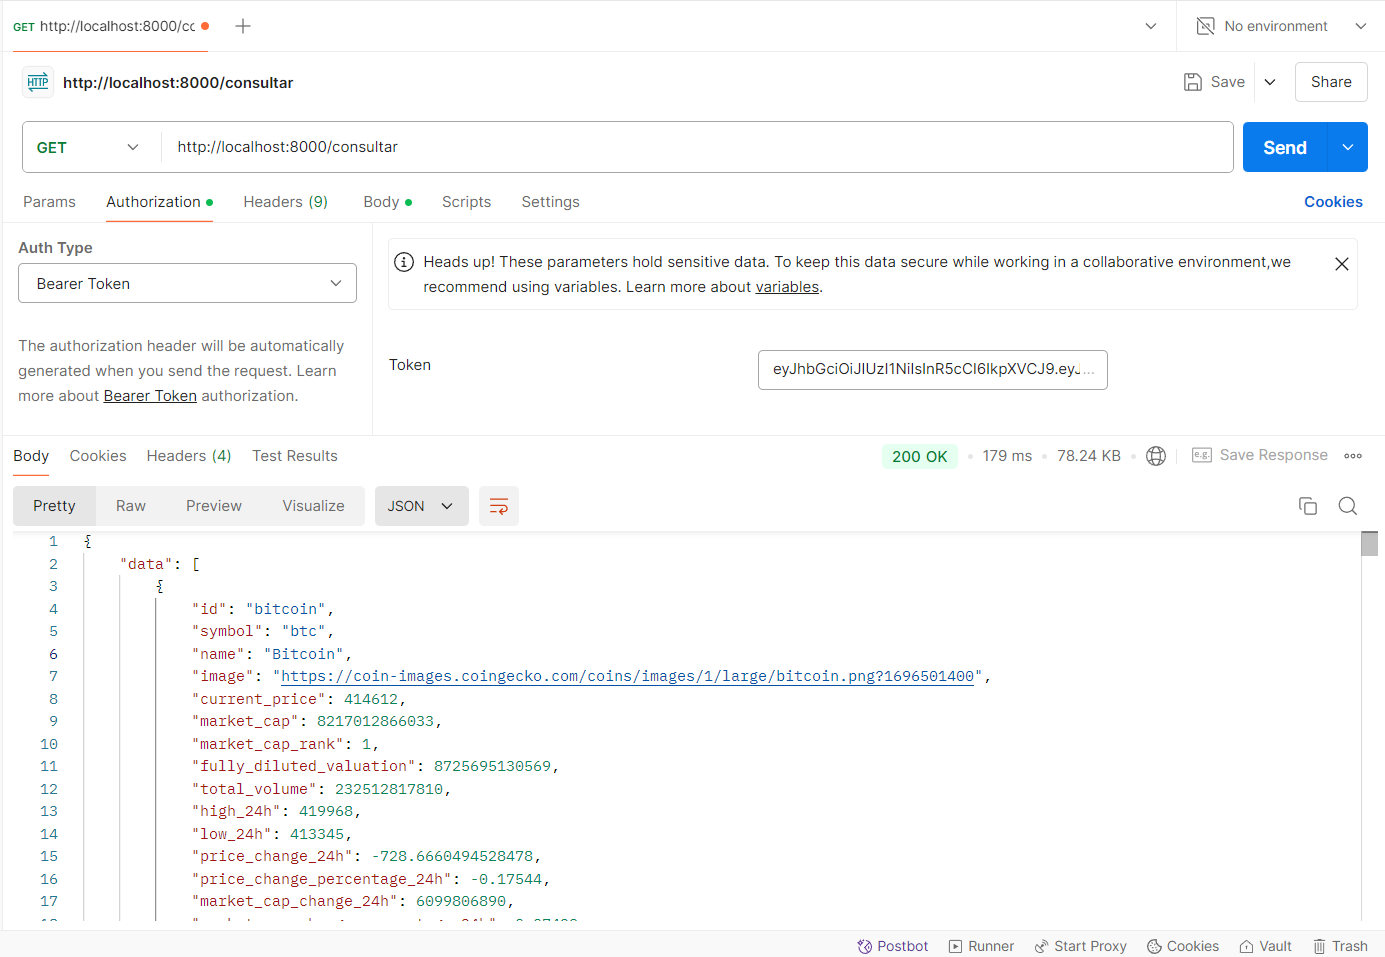 GET http://localhost:8000/cc
No environment
HTTP http://localhost:8000/consultar
Save
Share
GET http://localhost:8000/consultar
Send
Params Authorization Headers (9) Body Scripts Settings Cookies
Auth Type
Bearer Token
The authorization header will be automatically
generated when you send the request. Learn
more about Bearer Token authorization.
Heads up! These parameters hold sensitive data. To keep this data secure while working in a collaborative environment,we
recommend using variables. Learn more about variables.
Token
eyJhbGciOiJIUzI1NiIsInR5cCI6IkpXVCJ9.eyJ...
Body Cookies Headers (4) Test Results 200 OK 179 ms 78.24 KB e.g. Save Response
Pretty Raw Preview Visualize JSON
1 {
2 "data": [
3 {
4 "id": "bitcoin",
5 "symbol": "btc",
6 "name": "Bitcoin",
7 "image": "https://coin-images.coingecko.com/coins/images/1/large/bitcoin.png?1696501400",
8 "current_price": 414612,
9 "market_cap": 8217012866033,
10 "market_cap_rank": 1,
11 "fully_diluted_valuation": 8725695130569,
12 "total_volume": 232512817810,
13 "high_24h": 419968,
14 "low_24h": 413345,
15 "price_change_24h": -728.6660494528478,
16 "price_change_percentage_24h": -0.17544,
17 "market_cap_change_24h": 6099806890,
Postbot Runner Start Proxy Cookies Vault Trash